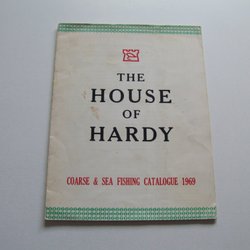 THE
HOUSE
OF
HARDY
COARSE & SEA FISHING CATALOGUE 1969